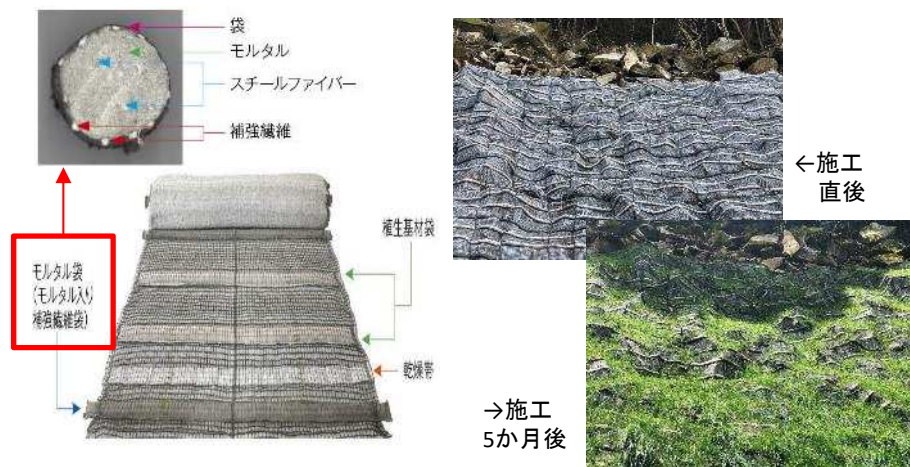 袋
モルタル
スチールファイバー
補強繊維
モルタル袋
(モルタル入り
補強繊維袋)
植生基材袋
乾燥帯
←施工
直後
→施工
5か月後